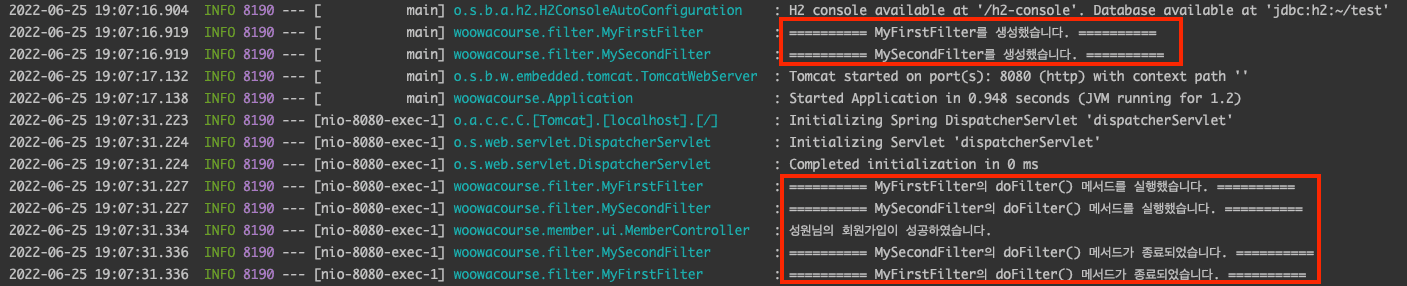 2022-06-25 19:07:16.904 INFO 8190 --- [ main] o.s.b.a.h2.H2ConsoleAutoConfiguration : H2 console available at '/h2-console'. Database available at 'jdbc:h2:~/test'
2022-06-25 19:07:16.919 INFO 8190 --- [ main] woowacourse.filter.MyFirstFilter : ========== MyFirstFilter를 생성했습니다. ==========
2022-06-25 19:07:16.919 INFO 8190 --- [ main] woowacourse.filter.MySecondFilter : ========== MySecondFilter를 생성했습니다. ==========
2022-06-25 19:07:17.132 INFO 8190 --- [ main] o.s.b.w.embedded.tomcat.TomcatWebServer : Tomcat started on port(s): 8080 (http) with context path ''
2022-06-25 19:07:17.138 INFO 8190 --- [ main] woowacourse.Application : Started Application in 0.948 seconds (JVM running for 1.2)
2022-06-25 19:07:31.223 INFO 8190 --- [nio-8080-exec-1] o.a.c.c.C.[Tomcat].[localhost].[/] : Initializing Spring DispatcherServlet 'dispatcherServlet'
2022-06-25 19:07:31.224 INFO 8190 --- [nio-8080-exec-1] o.s.web.servlet.DispatcherServlet : Initializing Servlet 'dispatcherServlet'
2022-06-25 19:07:31.224 INFO 8190 --- [nio-8080-exec-1] o.s.web.servlet.DispatcherServlet : Completed initialization in 0 ms
2022-06-25 19:07:31.227 INFO 8190 --- [nio-8080-exec-1] woowacourse.filter.MyFirstFilter : ========== MyFirstFilter의 doFilter() 메서드를 실행했습니다. ==========
2022-06-25 19:07:31.227 INFO 8190 --- [nio-8080-exec-1] woowacourse.filter.MySecondFilter : ========== MySecondFilter의 doFilter() 메서드를 실행했습니다. ==========
2022-06-25 19:07:31.334 INFO 8190 --- [nio-8080-exec-1] woowacourse.member.ui.MemberController : 성원님의 회원가입이 성공하였습니다.
2022-06-25 19:07:31.336 INFO 8190 --- [nio-8080-exec-1] woowacourse.filter.MySecondFilter : ========== MySecondFilter의 doFilter() 메서드가 종료되었습니다. ==========
2022-06-25 19:07:31.336 INFO 8190 --- [nio-8080-exec-1] woowacourse.filter.MyFirstFilter : ========== MyFirstFilter의 doFilter() 메서드가 종료되었습니다. ==========